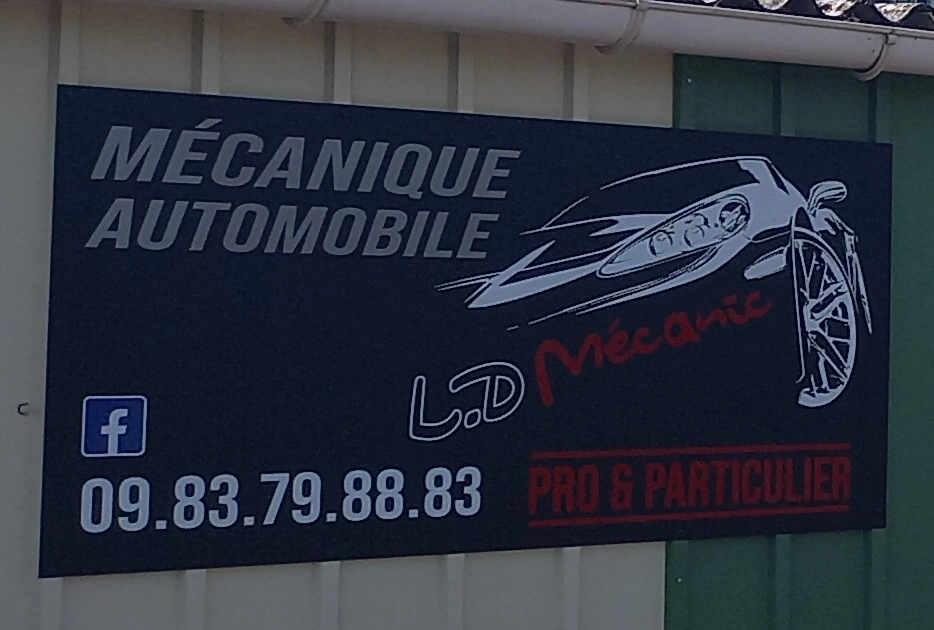 MÉCANIQUE
AUTOMOBILE
L.D Mécanic
f
09.83.79.88.83
PRO & PARTICULIER